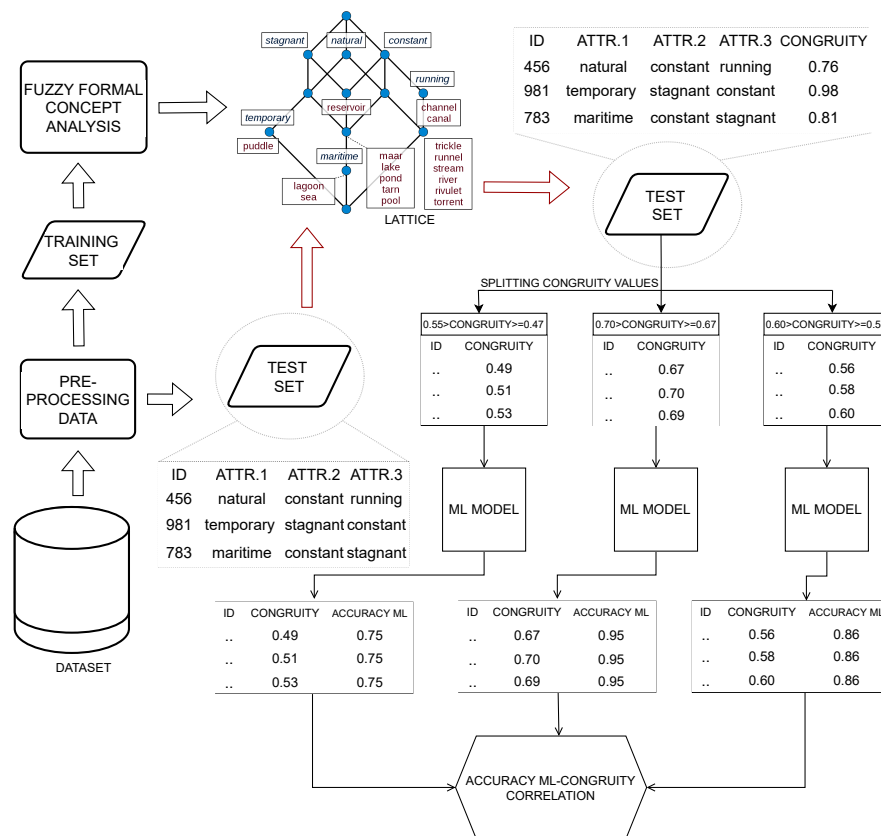 FUZZY FORMAL
CONCEPT
ANALYSIS
TRAINING
SET
PRE-
PROCESSING
DATA
DATASET
stagnant
natural
constant
running
temporary
reservoir
channel
canal
puddle
maritime
maar
lake
pond
tarn
pool
trickle
runnel
stream
river
rivulet
torrent
lagoon
sea
LATTICE
ID ATTR.1 ATTR.2 ATTR.3 CONGRUITY
456 natural constant running 0.76
981 temporary stagnant constant 0.98
783 maritime constant stagnant 0.81
TEST
SET
TEST
SET
ID ATTR.1 ATTR.2 ATTR.3
456 natural constant running
981 temporary stagnant constant
783 maritime constant stagnant
SPLITTING CONGRUITY VALUES
0.55>CONGRUITY>=0.47
ID CONGRUITY
.. 0.49
.. 0.51
.. 0.53
0.70>CONGRUITY>=0.67
ID CONGRUITY
.. 0.67
.. 0.70
.. 0.69
0.60>CONGRUITY>=0.5
ID CONGRUITY
.. 0.56
.. 0.58
.. 0.60
ML MODEL
ML MODEL
ML MODEL
ID CONGRUITY ACCURACY ML
.. 0.49 0.75
.. 0.51 0.75
.. 0.53 0.75
ID CONGRUITY ACCURACY ML
.. 0.67 0.95
.. 0.70 0.95
.. 0.69 0.95
ID CONGRUITY ACCURACY ML
.. 0.56 0.86
.. 0.58 0.86
.. 0.60 0.86
ACCURACY ML-CONGRUITY
CORRELATION